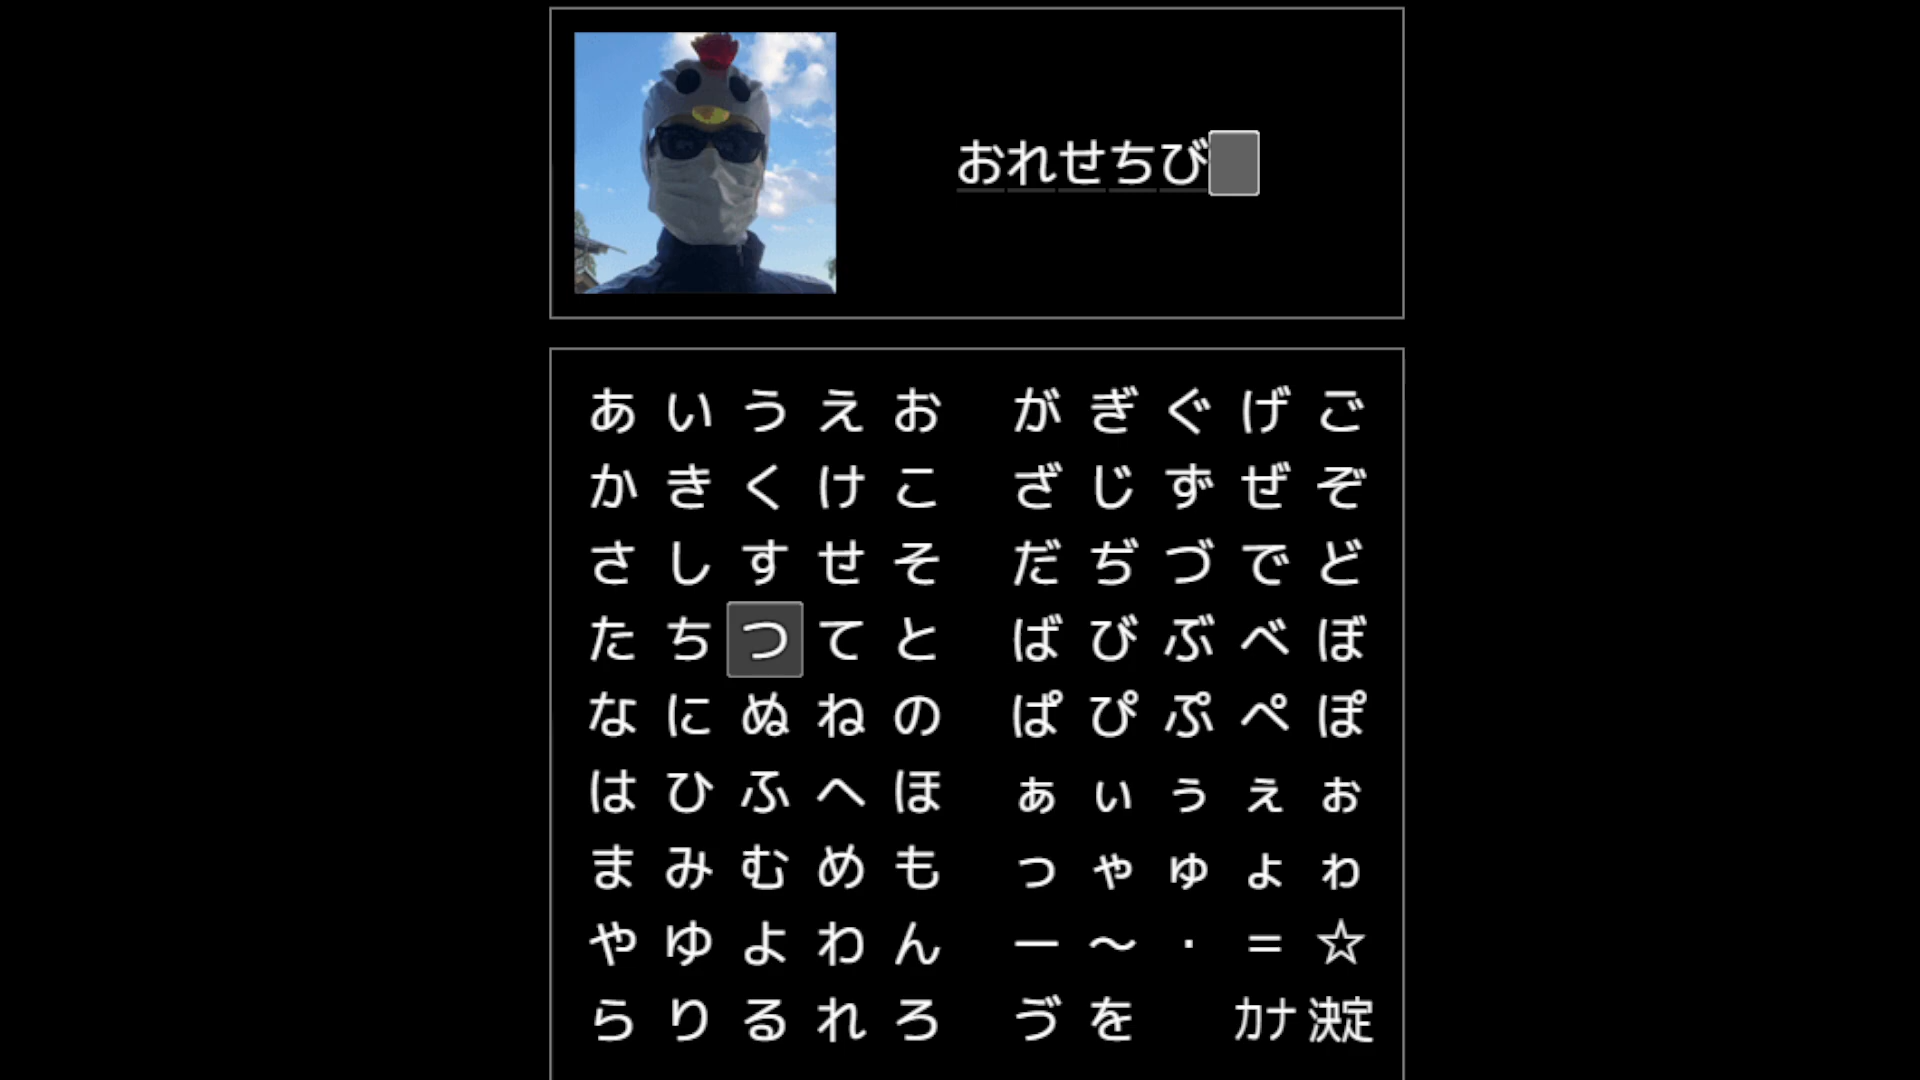 おれせちび
あいうえお がぎぐげご
かきくけこ ざじずぜぞ
さしすせそ だぢづでど
たちつてと ばびぶべぼ
なにぬねの ぱぴぷぺぽ
はひふへほ ぁぃぅぇぉ
まみむめも っゃゅょゎ
やゆよわん ー～・=☆
らりるれろ ゔを カナ 決定